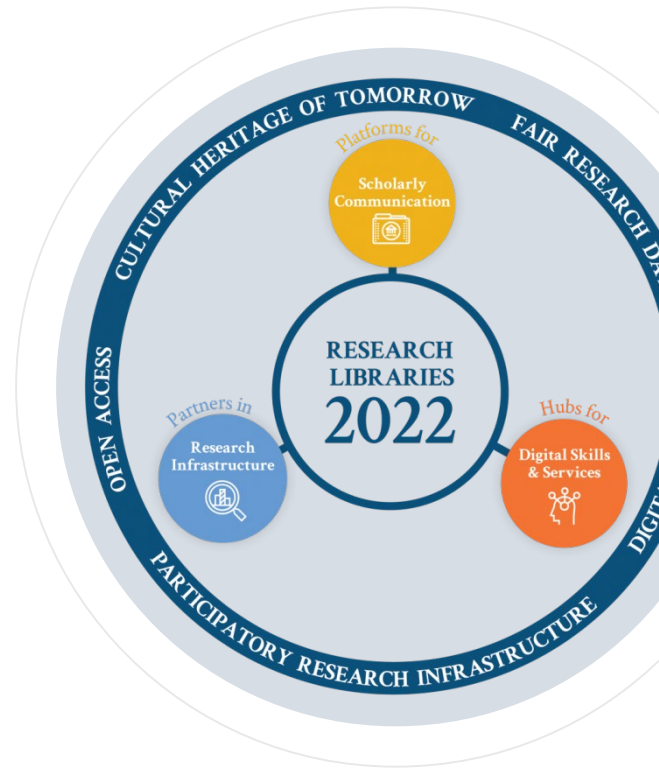 CULTURAL HERITAGE OF TOMORROW
FAIR RESEARCH
Platforms for
Scholarly
Communication
RESEARCH
LIBRARIES
2022
OPEN ACCESS
Partners in
Research
Infrastructure
Hubs for
Digital Skills
& Services
PARTICIPATORY RESEARCH INFRASTRUCTURE